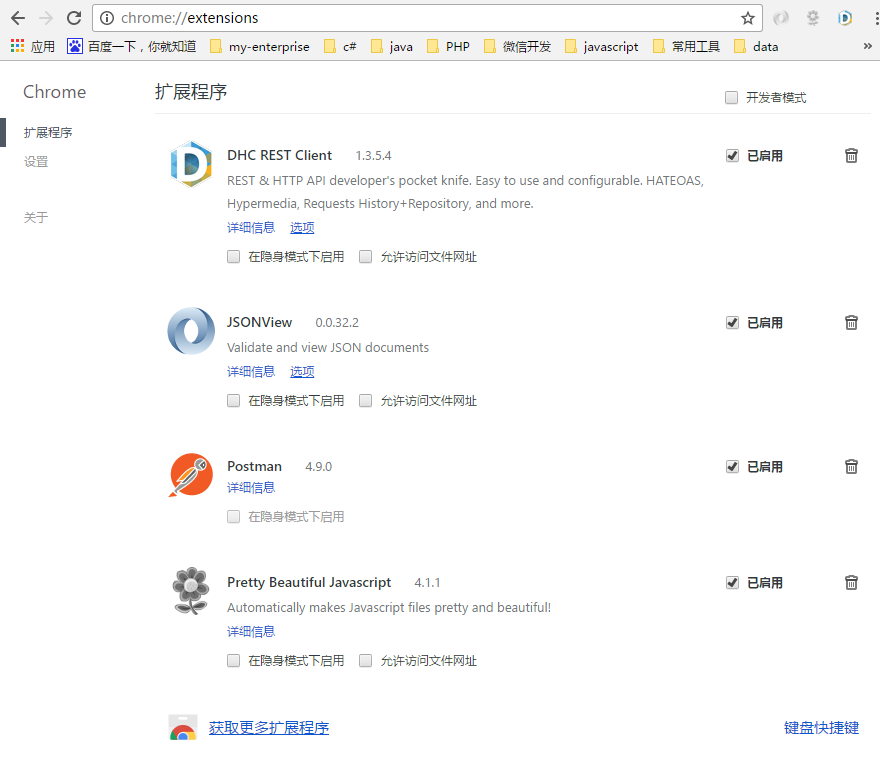 chrome://extensions
应用 百度一下，你就知道 my-enterprise c# java PHP 微信开发 javascript 常用工具 data »
Chrome
扩展程序
设置
关于
扩展程序 开发者模式
DHC REST Client 1.3.5.4 已启用
REST & HTTP API developer's pocket knife. Easy to use and configurable. HATEOAS,
Hypermedia, Requests History+Repository, and more.
详细信息 选项
在隐身模式下启用 允许访问文件网址
JSONView 0.0.32.2 已启用
Validate and view JSON documents
详细信息 选项
在隐身模式下启用 允许访问文件网址
Postman 4.9.0 已启用
详细信息
在隐身模式下启用
Pretty Beautiful Javascript 4.1.1 已启用
Automatically makes Javascript files pretty and beautiful!
详细信息
在隐身模式下启用 允许访问文件网址
获取更多扩展程序 键盘快捷键